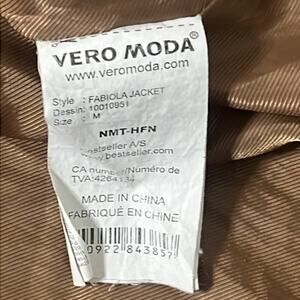 VERO MODA®
www.veromoda.com
Style : FABIOLA JACKET
Dessin: 10010951
Size : M
NMT-HFN
bestseller A/S
www.bestseller.com
CA number/Numéro de
TVA:
MADE IN CHINA
FABRIQUÉ EN CHINE